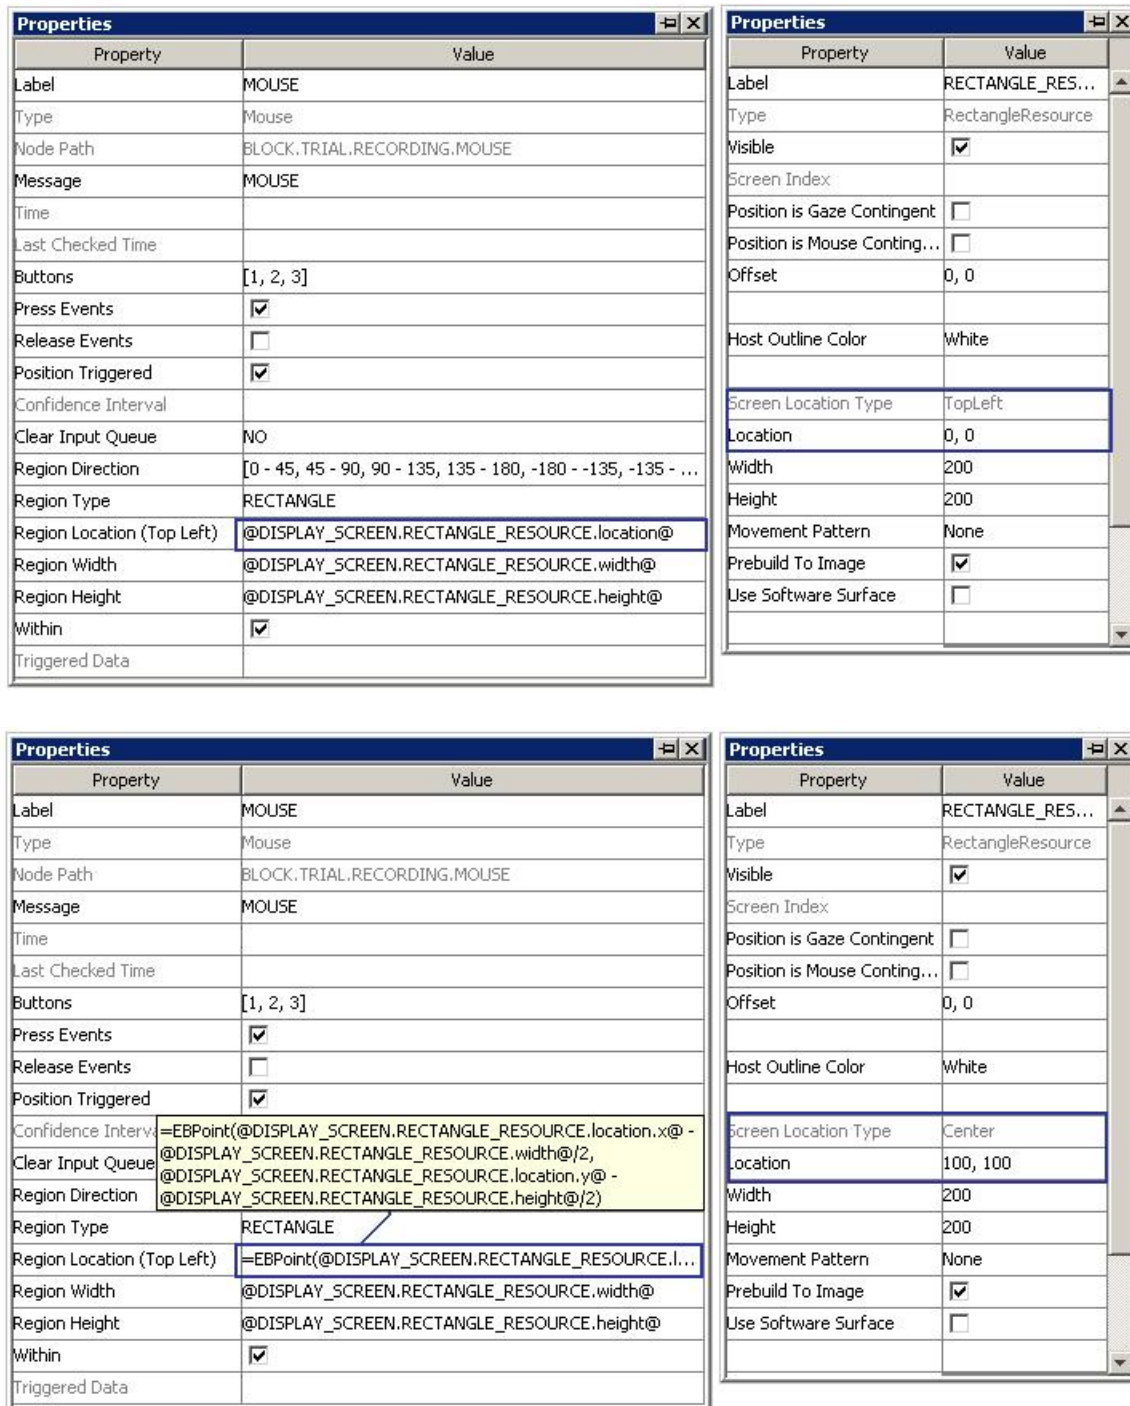 Properties
Property Value
Label MOUSE
Type Mouse
Node Path BLOCK.TRIAL.RECORDING.MOUSE
Message MOUSE
Time
Last Checked Time
Buttons [1, 2, 3]
Press Events
Release Events
Position Triggered
Confidence Interval
Clear Input Queue NO
Region Direction [0 - 45, 45 - 90, 90 - 135, 135 - 180, -180 - -135, -135 - ...
Region Type RECTANGLE
Region Location (Top Left) @DISPLAY_SCREEN.RECTANGLE_RESOURCE.location@
Region Width @DISPLAY_SCREEN.RECTANGLE_RESOURCE.width@
Region Height @DISPLAY_SCREEN.RECTANGLE_RESOURCE.height@
Within
Triggered Data
Properties
Property Value
Label RECTANGLE_RES...
Type RectangleResource
Visible
Screen Index
Position is Gaze Contingent
Position is Mouse Conting...
Offset 0, 0
Host Outline Color White
Screen Location Type TopLeft
Location 0, 0
Width 200
Height 200
Movement Pattern None
Prebuild To Image
Use Software Surface
Properties
Property Value
Label MOUSE
Type Mouse
Node Path BLOCK.TRIAL.RECORDING.MOUSE
Message MOUSE
Time
Last Checked Time
Buttons [1, 2, 3]
Press Events
Release Events
Position Triggered
Confidence Interva
=EBPoint(@DISPLAY_SCREEN.RECTANGLE_RESOURCE.location.x@ -
@DISPLAY_SCREEN.RECTANGLE_RESOURCE.width@/2,
@DISPLAY_SCREEN.RECTANGLE_RESOURCE.location.y@ -
@DISPLAY_SCREEN.RECTANGLE_RESOURCE.height@/2)
Clear Input Queue
Region Direction
Region Type RECTANGLE
Region Location (Top Left) =EBPoint(@DISPLAY_SCREEN.RECTANGLE_RESOURCE.l...
Region Width @DISPLAY_SCREEN.RECTANGLE_RESOURCE.width@
Region Height @DISPLAY_SCREEN.RECTANGLE_RESOURCE.height@
Within
Triggered Data
Properties
Property Value
Label RECTANGLE_RES...
Type RectangleResource
Visible
Screen Index
Position is Gaze Contingent
Position is Mouse Conting...
Offset 0, 0
Host Outline Color White
Screen Location Type Center
Location 100, 100
Width 200
Height 200
Movement Pattern None
Prebuild To Image
Use Software Surface